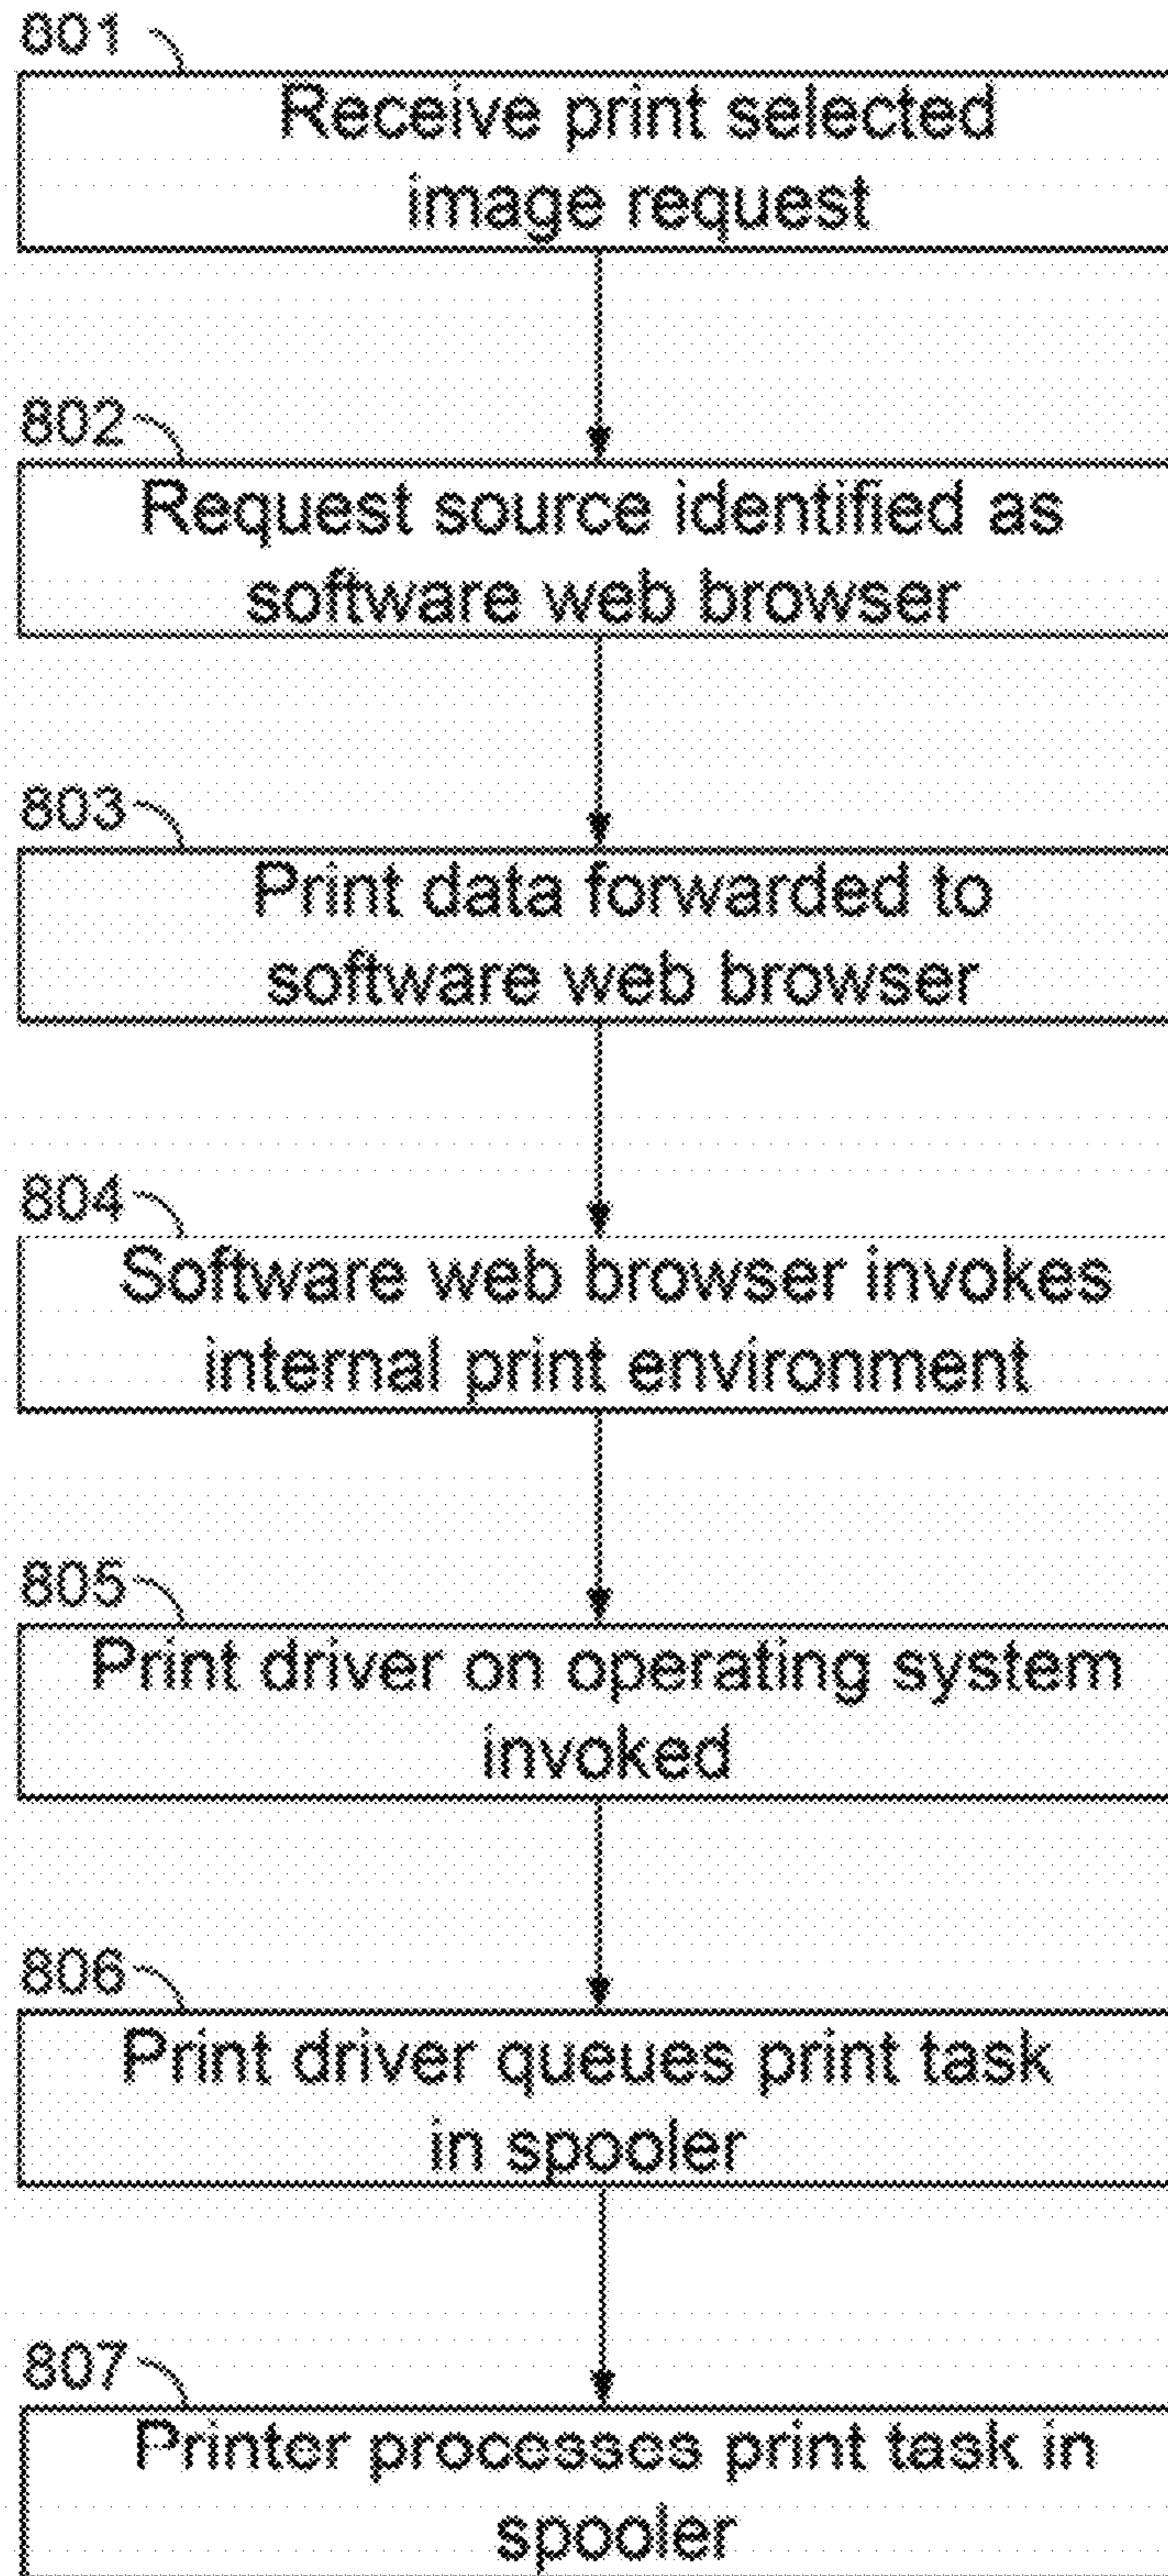 801
Receive print selected
image request
802
Request source identified as
software web browser
803
Print data forwarded to
software web browser
804
Software web browser invokes
internal print environment
805
Print driver on operating system
invoked
806
Print driver queues print task
in spooler
807
Printer processes print task in
spooler